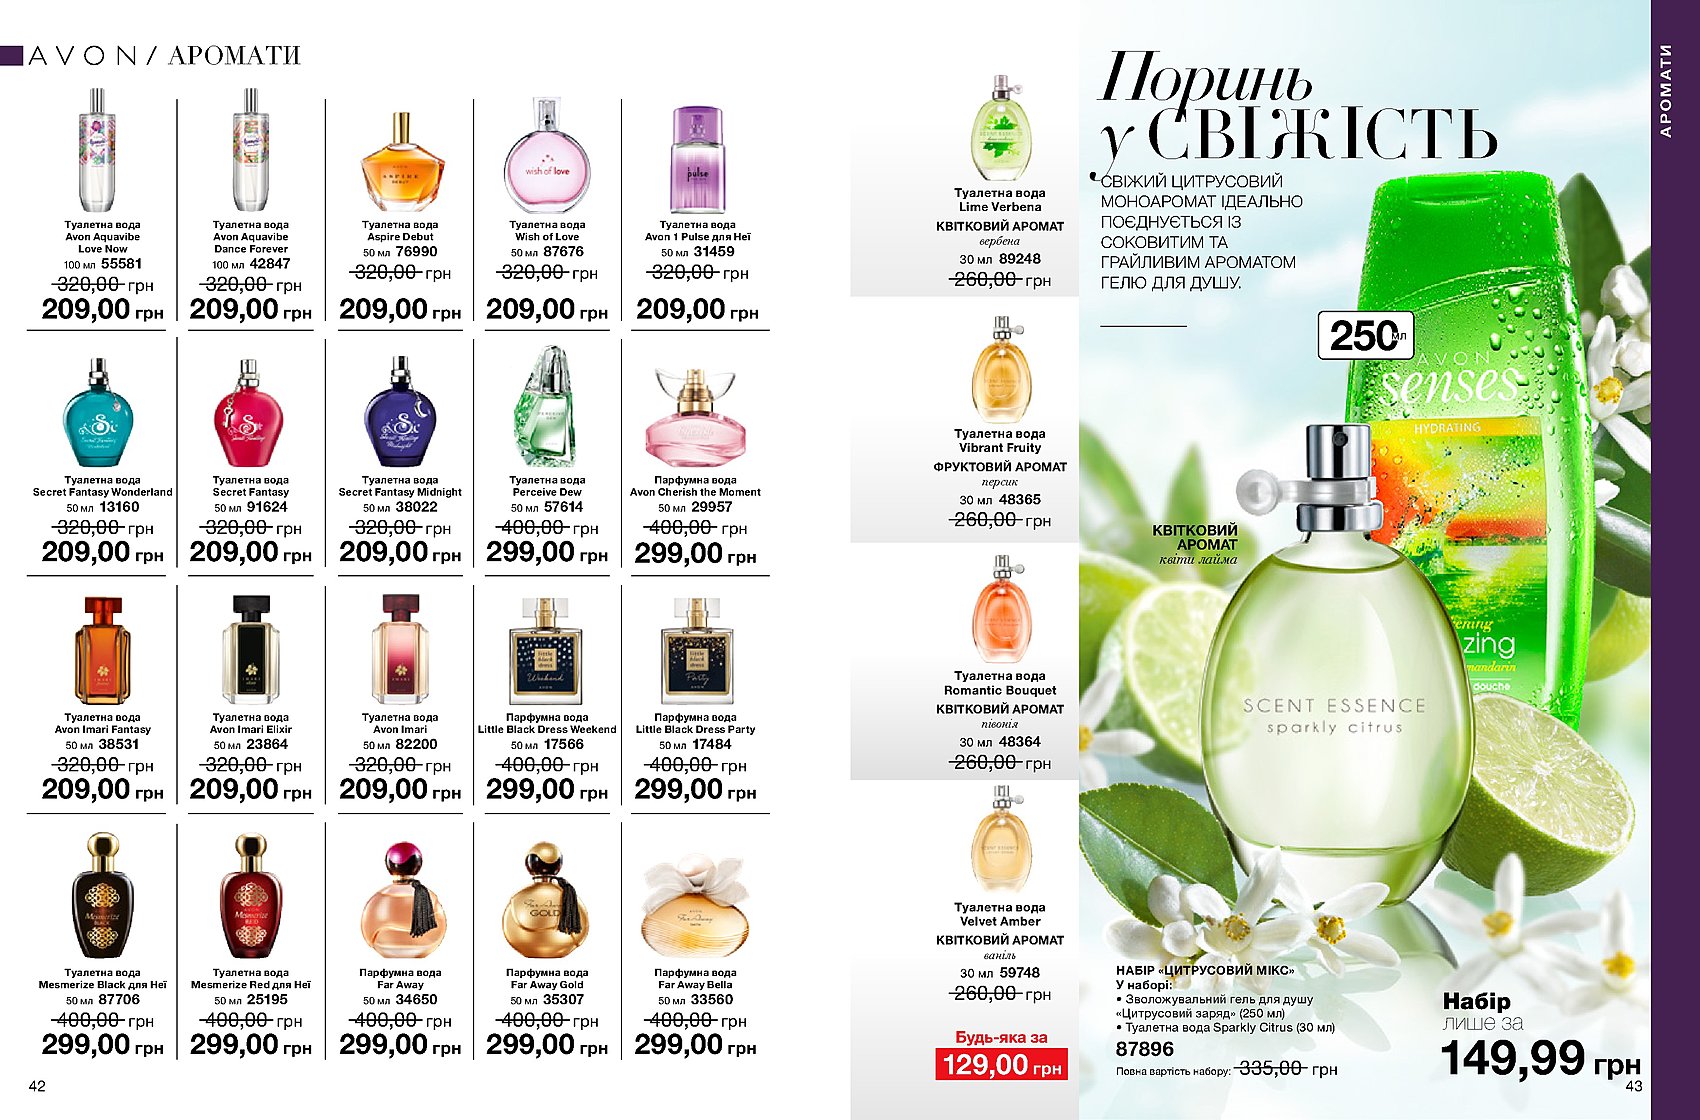 AVON / АРОМАТИ
Туалетна вода
Avon Aquavibe
Love Now
100 мл 55581
320,00 грн
209,00 грн
Туалетна вода
Avon Aquavibe
Dance Forever
100 мл 42847
320,00 грн
209,00 грн
Туалетна вода
Aspire Debut
50 мл 76990
320,00 грн
209,00 грн
wish of love
Туалетна вода
Wish of Love
50 мл 87676
320,00 грн
209,00 грн
pulse
Туалетна вода
Avon 1 Pulse для Неї
50 мл 31459
320,00 грн
209,00 грн
Туалетна вода
Secret Fantasy Wonderland
50 мл 13160
320,00 грн
209,00 грн
Туалетна вода
Secret Fantasy
50 мл 91624
320,00 грн
209,00 грн
Туалетна вода
Secret Fantasy Midnight
50 мл 38022
320,00 грн
209,00 грн
Туалетна вода
Perceive Dew
50 мл 57614
400,00 грн
299,00 грн
Парфумна вода
Avon Cherish the Moment
50 мл 29957
400,00 грн
299,00 грн
Туалетна вода
Avon Imari Fantasy
50 мл 38531
320,00 грн
209,00 грн
Туалетна вода
Avon Imari Elixir
50 мл 23864
320,00 грн
209,00 грн
Туалетна вода
Avon Imari
50 мл 82200
320,00 грн
209,00 грн
little
black
dress
Weekend
Парфумна вода
Little Black Dress Weekend
50 мл 17566
400,00 грн
299,00 грн
little
black
dress
Party
Парфумна вода
Little Black Dress Party
50 мл 17484
400,00 грн
299,00 грн
Mesmerize
BLACK
Туалетна вода
Mesmerize Black для Неї
50 мл 87706
400,00 грн
299,00 грн
Mesmerize
RED
Туалетна вода
Mesmerize Red для Неї
50 мл 25195
400,00 грн
299,00 грн
Парфумна вода
Far Away
50 мл 34650
400,00 грн
299,00 грн
Far Away
GOLD
Парфумна вода
Far Away Gold
50 мл 35307
400,00 грн
299,00 грн
Far Away
Парфумна вода
Far Away Bella
50 мл 33560
400,00 грн
299,00 грн
42
Туалетна вода
Lime Verbena
КВІТКОВИЙ АРОМАТ
вербена
30 мл 89248
260,00 грн
Туалетна вода
Vibrant Fruity
ФРУКТОВИЙ АРОМАТ
персик
30 мл 48365
260,00 грн
Туалетна вода
Romantic Bouquet
КВІТКОВИЙ АРОМАТ
півонія
30 мл 48364
260,00 грн
Туалетна вода
Velvet Amber
КВІТКОВИЙ АРОМАТ
ваніль
30 мл 59748
260,00 грн
Будь-яка за
129,00 грн
Поринь
у СВІЖІСТЬ
СВІЖИЙ ЦИТРУСОВИЙ
МОНОАРОМАТ ІДЕАЛЬНО
ПОЄДНУЄТЬСЯ ІЗ
СОКОВИТИМ ТА
ГРАЙЛИВИМ АРОМАТОМ
ГЕЛЮ ДЛЯ ДУШУ.
250 мл
AVON
senses
HYDRATING
zing
mandarin
douche
КВІТКОВИЙ
АРОМАТ
квіти лайма
SCENT ESSENCE
sparkly citrus
НАБІР «ЦИТРУСОВИЙ МІКС»
У наборі:
• Зволожувальний гель для душу
«Цитрусовий заряд» (250 мл)
• Туалетна вода Sparkly Citrus (30 мл)
87896
Повна вартість набору: 335,00 грн
Набір
лише за
149,99 грн
43
АРОМАТИ